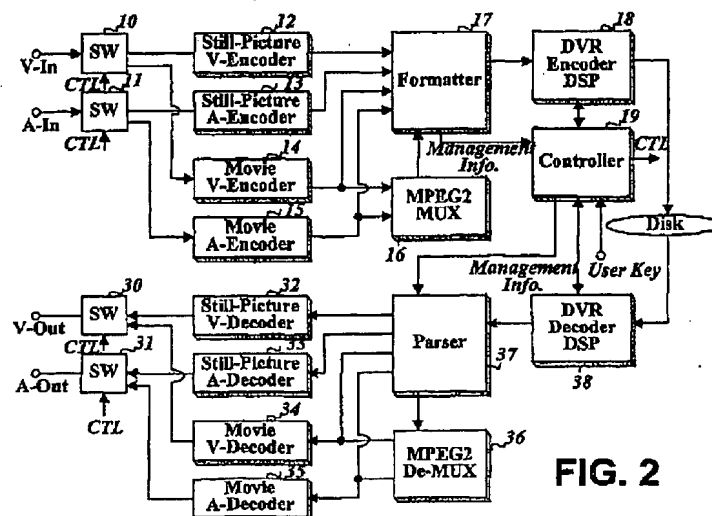 10
12
17
18
V-In
SW
Still-Picture
V-Encoder
Formatter
DVR
Encoder
DSP
CTL
11
13
A-In
SW
Still-Picture
A-Encoder
19
CTL
14
Management
Info.
Controller
CTL
Movie
V-Encoder
MPEG2
MUX
15
Movie
A-Encoder
16
Disk
Management
Info.
User Key
30
32
V-Out
SW
Still-Picture
V-Decoder
Parser
DVR
Decoder
DSP
CTL
31
33
A-Out
SW
Still-Picture
A-Decoder
37
38
CTL
34
Movie
V-Decoder
MPEG2
De-MUX
36
35
Movie
A-Decoder
FIG. 2